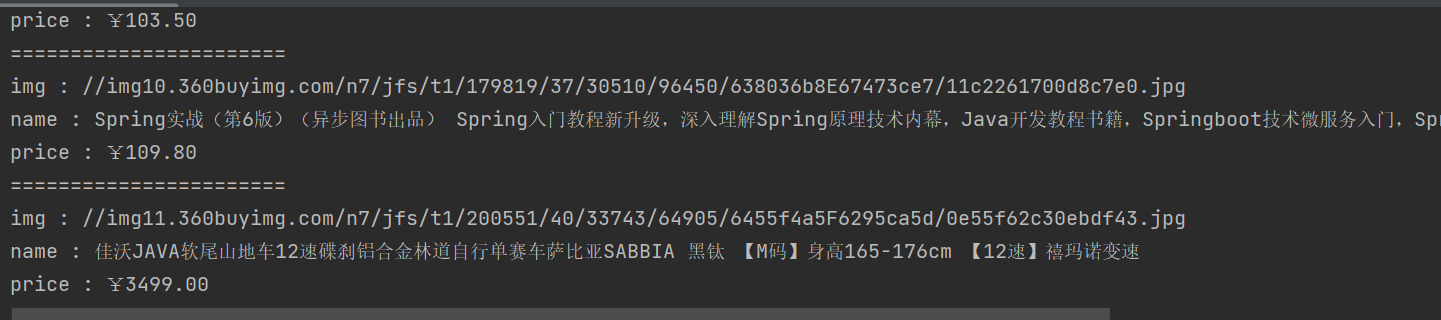 price : ￥103.50
=======================
img : //img10.360buyimg.com/n7/jfs/t1/179819/37/30510/96450/638036b8E67473ce7/11c2261700d8c7e0.jpg
name : Spring实战（第6版）（异步图书出品） Spring入门教程新升级，深入理解Spring原理技术内幕，Java开发教程书籍，Springboot技术微服务入门，
price : ￥109.80
=======================
img : //img11.360buyimg.com/n7/jfs/t1/200551/40/33743/64905/6455f4a5F6295ca5d/0e55f62c30ebdf43.jpg
name : 佳沃JAVA软尾山地车12速碟刹铝合金林道自行单赛车萨比亚SABBIA 黑钛 【M码】身高165-176cm 【12速】禧玛诺变速
price : ￥3499.00